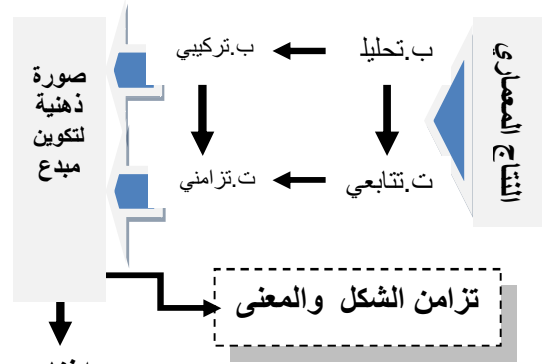 النتاج المعماري
ب.تحليل
ب.تركيبي
ت.تتابعي
ت.تزامني
صورة
ذهنية
لتكوين
مبدع
تزامن الشكل والمعنى